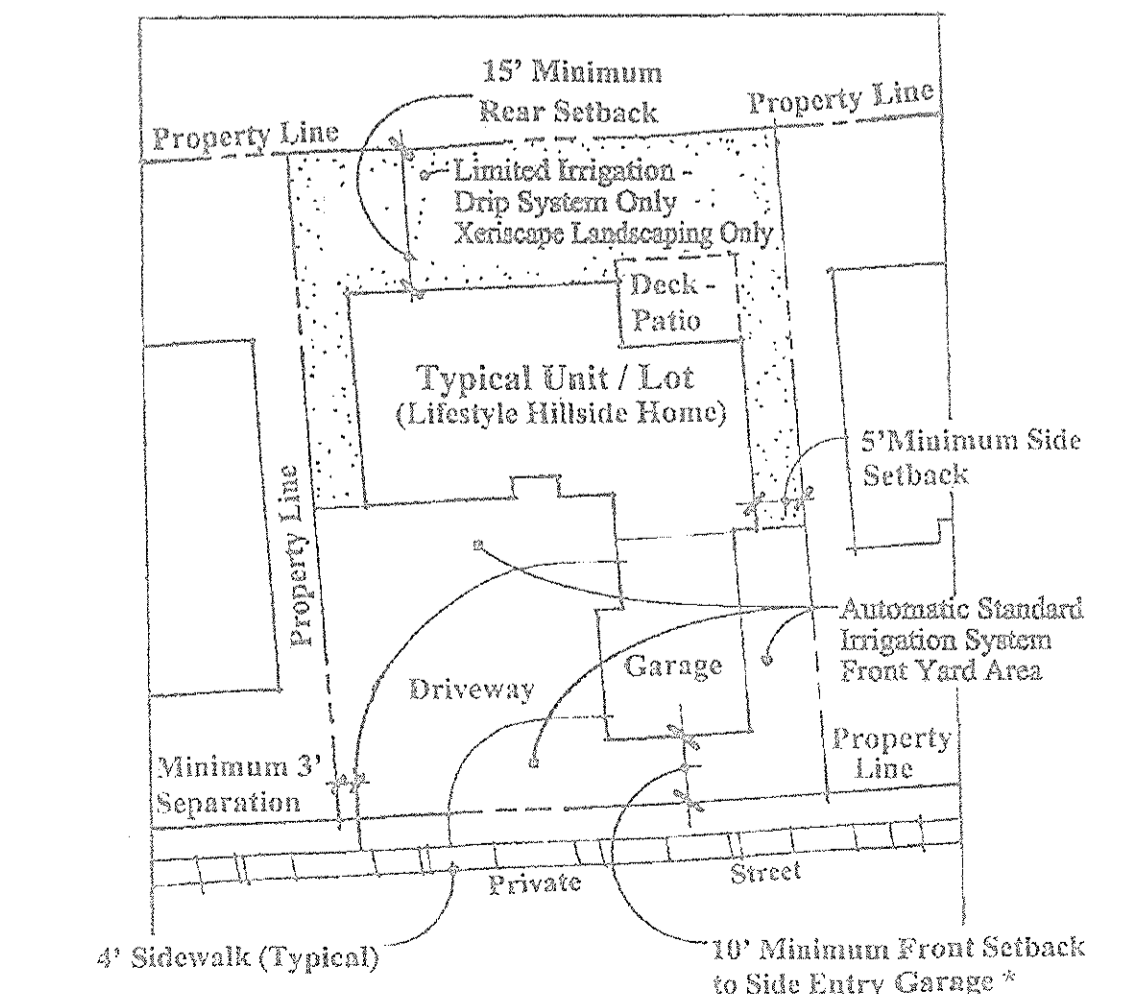 15' Minimum
Rear Setback
Property Line
Property Line
Limited Irrigation -
Drip System Only
Xeriscape Landscaping Only
Deck -
Patio
Typical Unit / Lot
(Lifestyle Hillside Home)
5'Minimum Side
Setback
Property Line
Automatic Standard
Irrigation System
Front Yard Area
Garage
Driveway
Property
Line
Minimum 3'
Separation
Private Street
4' Sidewalk (Typical)
10' Minimum Front Setback
to Side Entry Garage *